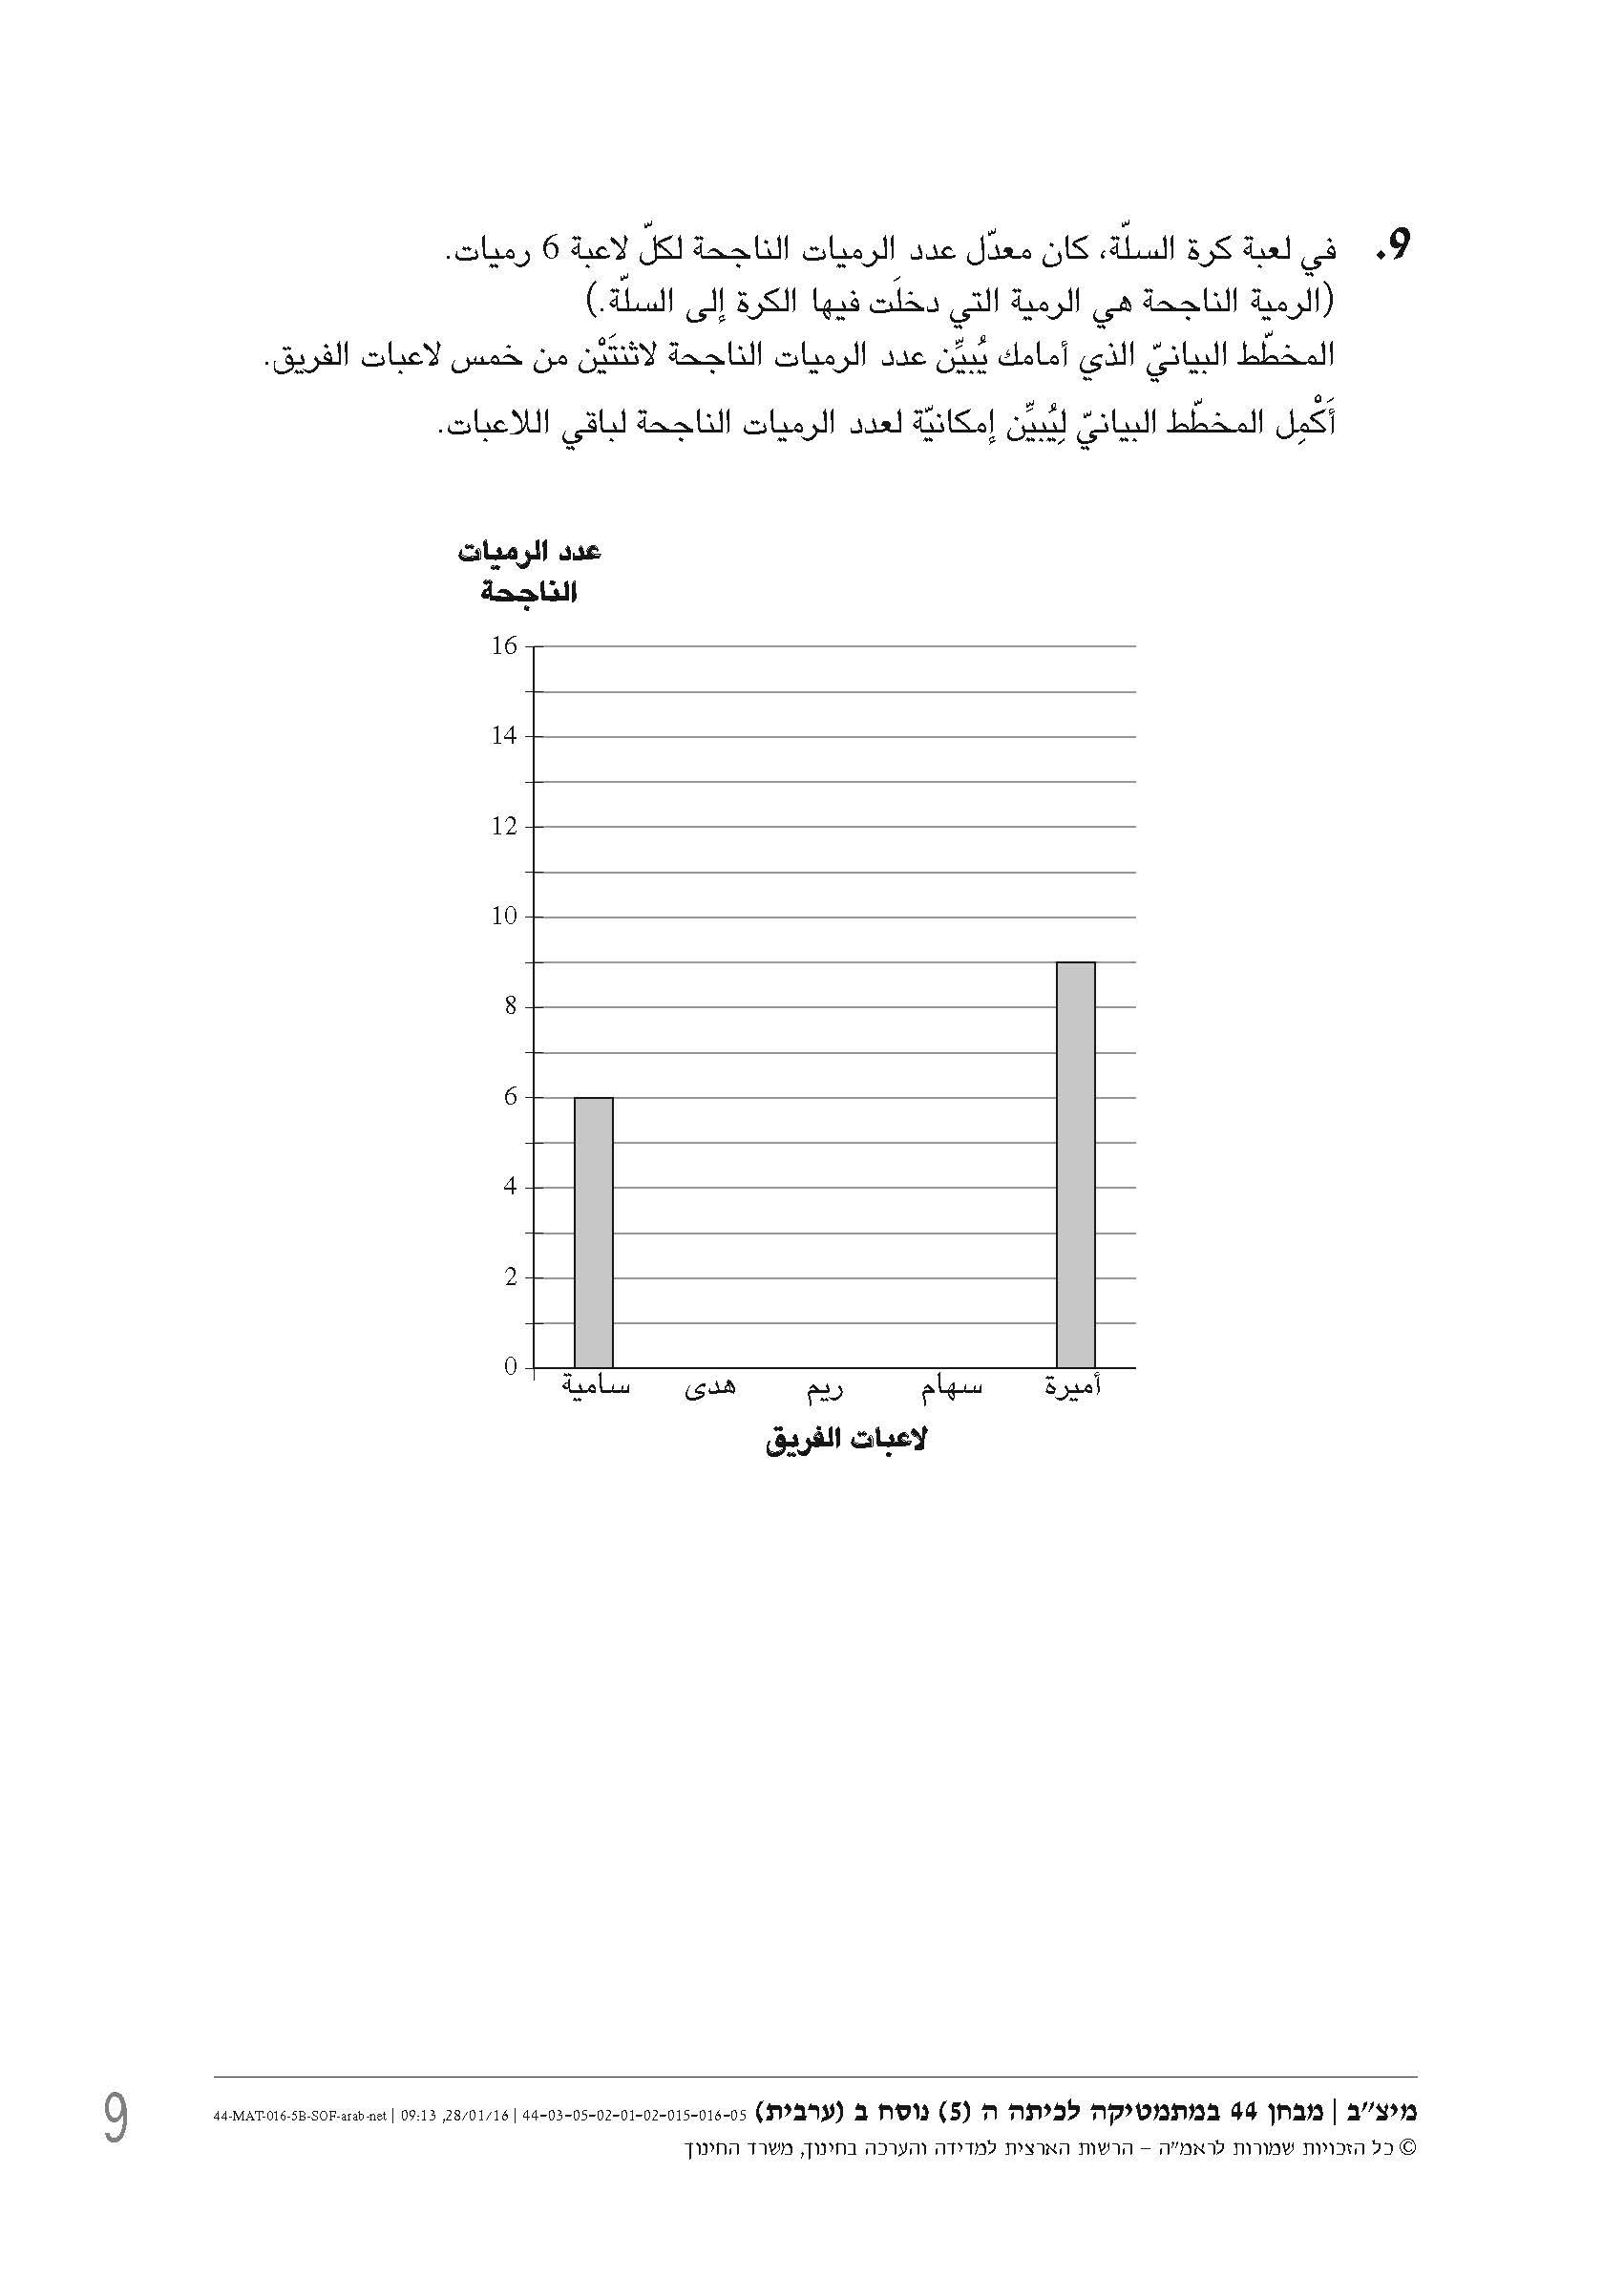 9. في لعبة كرة السلّة، كان معدّل عدد الرميات الناجحة لكلّ لاعبة 6 رميات.
(الرمية الناجحة هي الرمية التي دخلَت فيها الكرة إلى السلّة.)
المخطّط البيانيّ الذي أمامك يُبيِّن عدد الرميات الناجحة لاثنتَيْن من خمس لاعبات الفريق.
أَكْمِل المخطّط البيانيّ لِيُبيِّن إمكانيّة لعدد الرميات الناجحة لباقي اللاعبات.
عدد الرميات
الناجحة
16
14
12
10
8
6
4
2
0
سامية هدى ريم سهام أميرة
لاعبات الفريق
מיצ"ב | מבחן 44 במתמטיקה לכיתה ה (5) נוסח ב (ערבית) 44-03-05-02-01-02-015-016-05 | 09:13 ,28/01/16 | 44-MAT-016-5B-SOF-arab-net
© כל הזכויות שמורות לראמ"ה – הרשות הארצית למדידה והערכה בחינוך, משרד החינוך
9